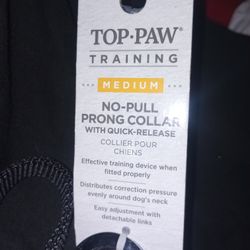 TOP•PAW®
TRAINING
MEDIUM
NO-PULL
PRONG COLLAR
WITH QUICK-RELEASE
COLLIER POUR
CHIENS
Effective training device when
fitted properly
Distributes correction pressure
evenly around dog's neck
Easy adjustment with
detachable links